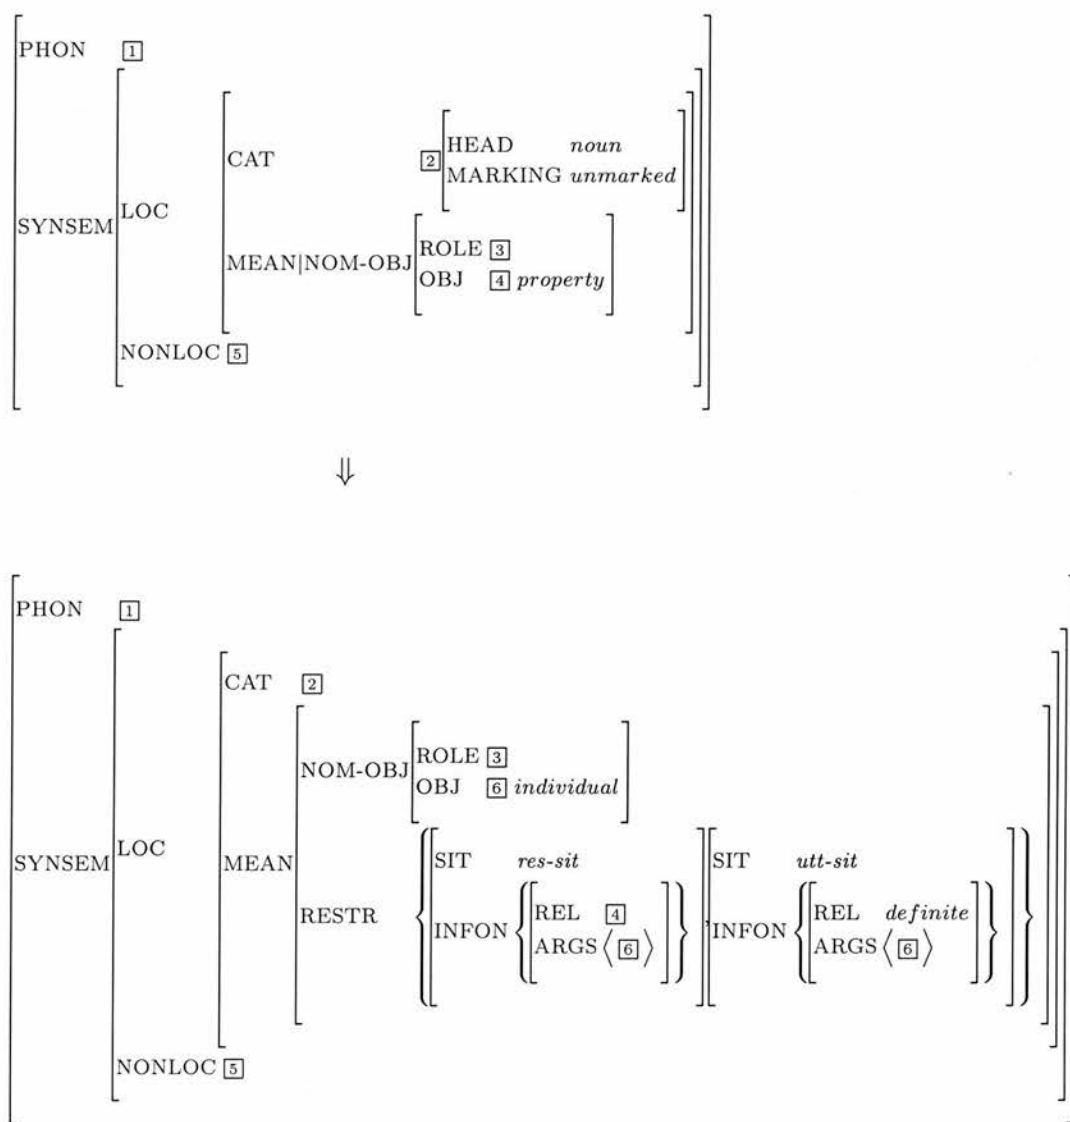 PHON 1
HEAD noun
CAT 2
MARKING unmarked
LOC
SYNSEM
ROLE 3
MEAN|NOM-OBJ
OBJ 4 property
NONLOC 5
⇓
PHON 1
CAT 2
ROLE 3
NOM-OBJ
OBJ 6 individual
LOC
SIT res-sit , SIT utt-sit
SYNSEM
MEAN
REL 4 REL definite
RESTR
INFON INFON
ARGS ⟨ 6 ⟩ ARGS ⟨ 6 ⟩
NONLOC 5